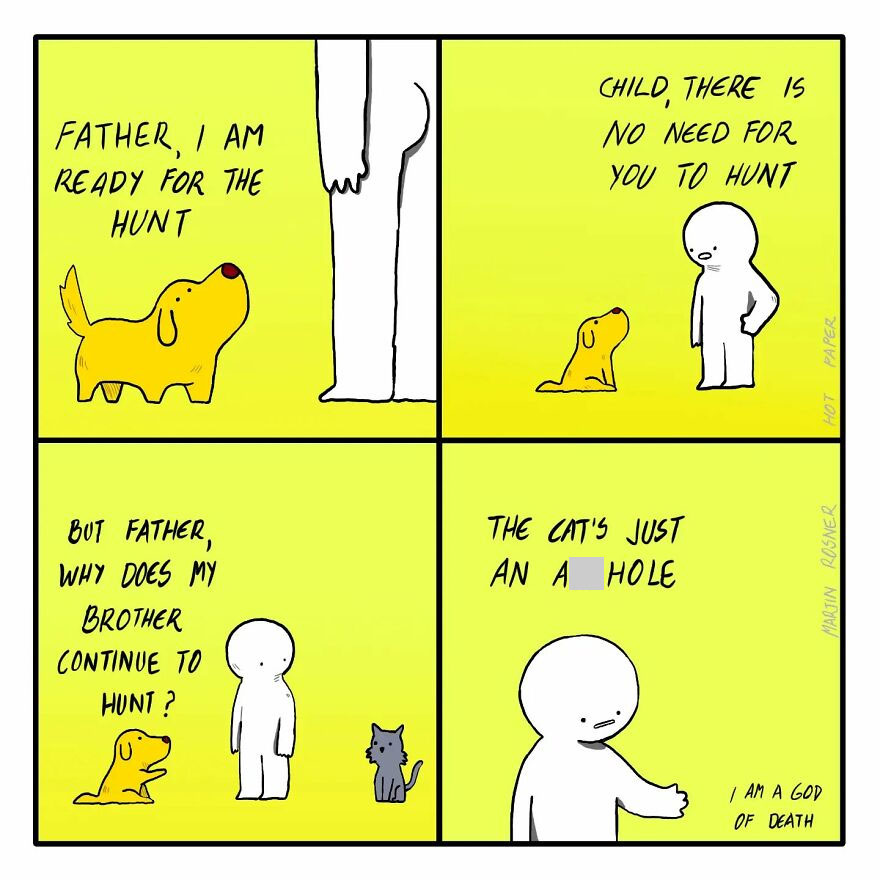 FATHER, I AM
READY FOR THE
HUNT
CHILD, THERE IS
NO NEED FOR
YOU TO HUNT
HOT PAPER
BUT FATHER,
WHY DOES MY
BROTHER
CONTINUE TO
HUNT?
THE CAT'S JUST
AN A HOLE
MARTIN ROSNER
I AM A GOD
OF DEATH